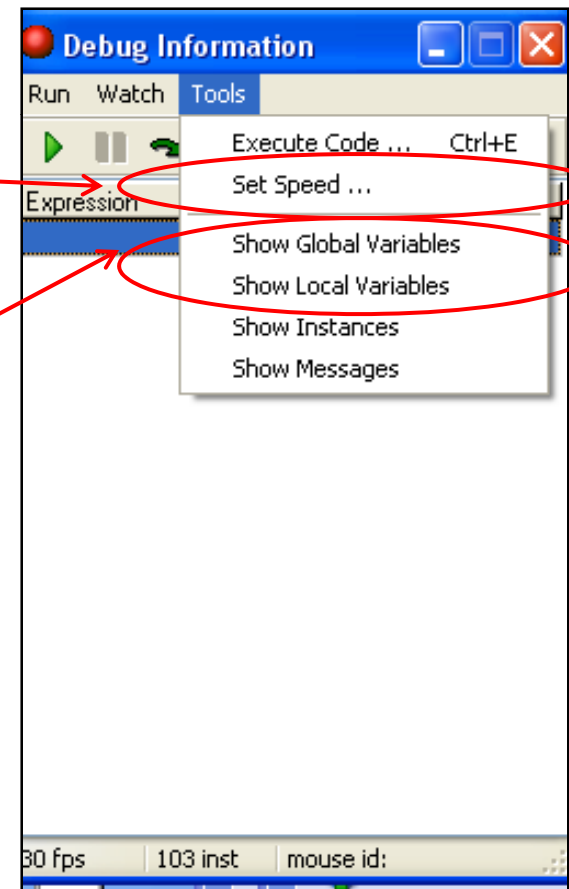 Debug Information
Run Watch Tools
Execute Code ... Ctrl+E
Set Speed ...
Expression
Show Global Variables
Show Local Variables
Show Instances
Show Messages
30 fps 103 inst mouse id: